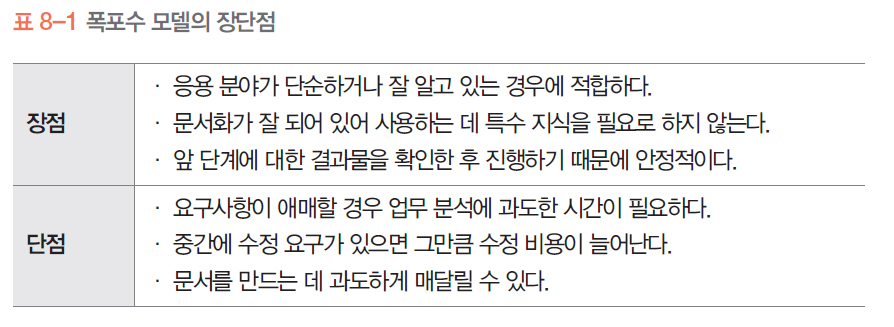 표 8-1 폭포수 모델의 장단점
장점
· 응용 분야가 단순하거나 잘 알고 있는 경우에 적합하다.
· 문서화가 잘 되어 있어 사용하는 데 특수 지식을 필요로 하지 않는다.
· 앞 단계에 대한 결과물을 확인한 후 진행하기 때문에 안정적이다.
단점
· 요구사항이 애매할 경우 업무 분석에 과도한 시간이 필요하다.
· 중간에 수정 요구가 있으면 그만큼 수정 비용이 늘어난다.
· 문서를 만드는 데 과도하게 매달릴 수 있다.